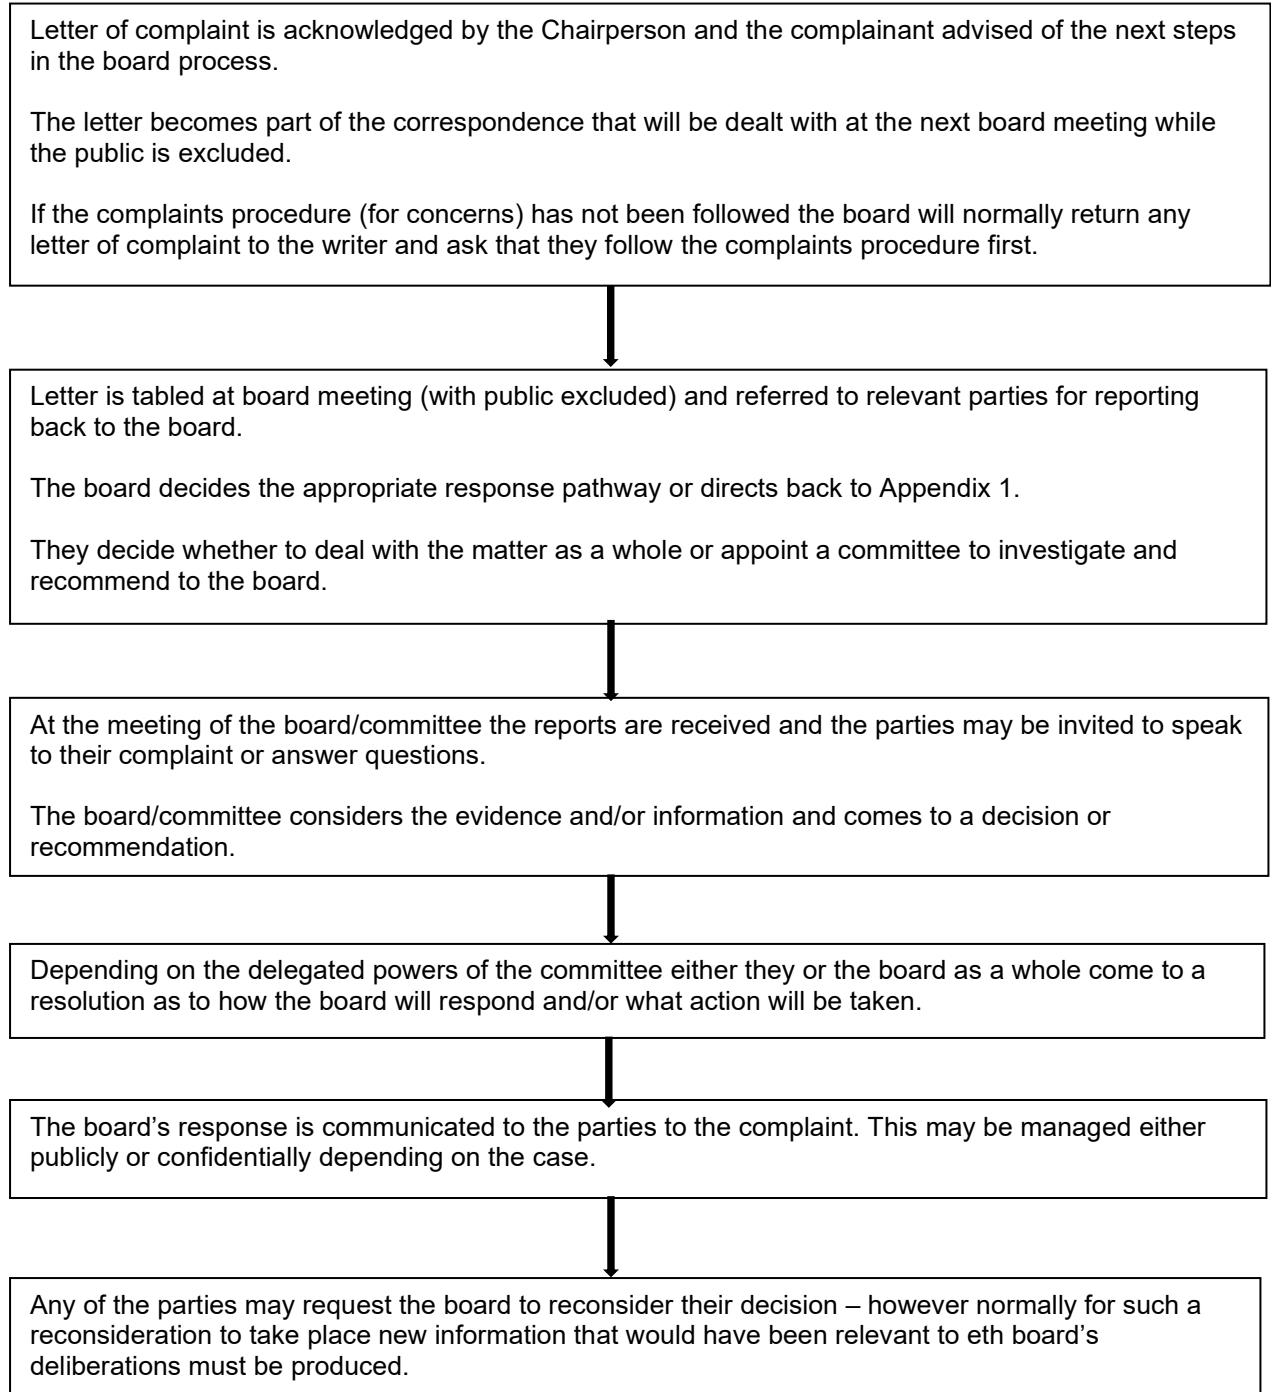 Letter of complaint is acknowledged by the Chairperson and the complainant advised of the next steps
in the board process.
The letter becomes part of the correspondence that will be dealt with at the next board meeting while
the public is excluded.
If the complaints procedure (for concerns) has not been followed the board will normally return any
letter of complaint to the writer and ask that they follow the complaints procedure first.
Letter is tabled at board meeting (with public excluded) and referred to relevant parties for reporting
back to the board.
The board decides the appropriate response pathway or directs back to Appendix 1.
They decide whether to deal with the matter as a whole or appoint a committee to investigate and
recommend to the board.
At the meeting of the board/committee the reports are received and the parties may be invited to speak
to their complaint or answer questions.
The board/committee considers the evidence and/or information and comes to a decision or
recommendation.
Depending on the delegated powers of the committee either they or the board as a whole come to a
resolution as to how the board will respond and/or what action will be taken.
The board’s response is communicated to the parties to the complaint. This may be managed either
publicly or confidentially depending on the case.
Any of the parties may request the board to reconsider their decision – however normally for such a
reconsideration to take place new information that would have been relevant to eth board’s
deliberations must be produced.